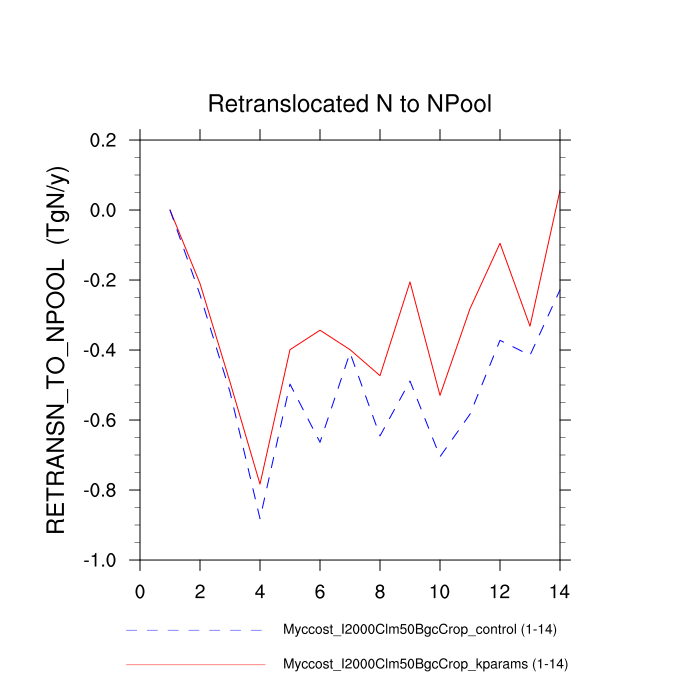 Retranslocated N to NPool
RETRANSN_TO_NPOOL (TgN/y)
0.2
0.0
-0.2
-0.4
-0.6
-0.8
-1.0
0 2 4 6 8 10 12 14
Myccost_I2000Clm50BgcCrop_control (1-14)
Myccost_I2000Clm50BgcCrop_kparams (1-14)